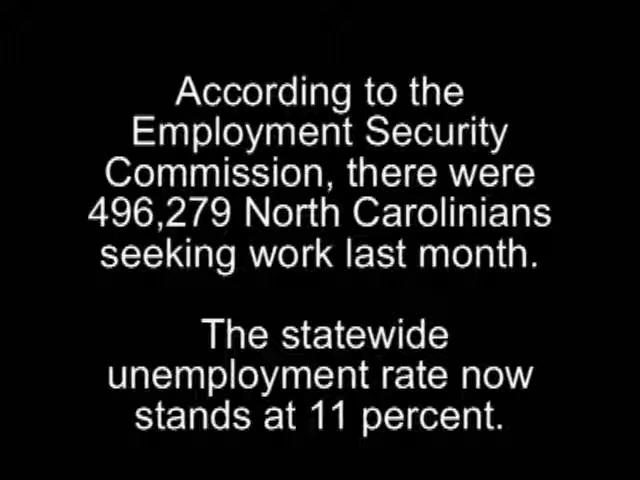 According to the
Employment Security
Commission, there were
496,279 North Carolinians
seeking work last month.
The statewide
unemployment rate now
stands at 11 percent.